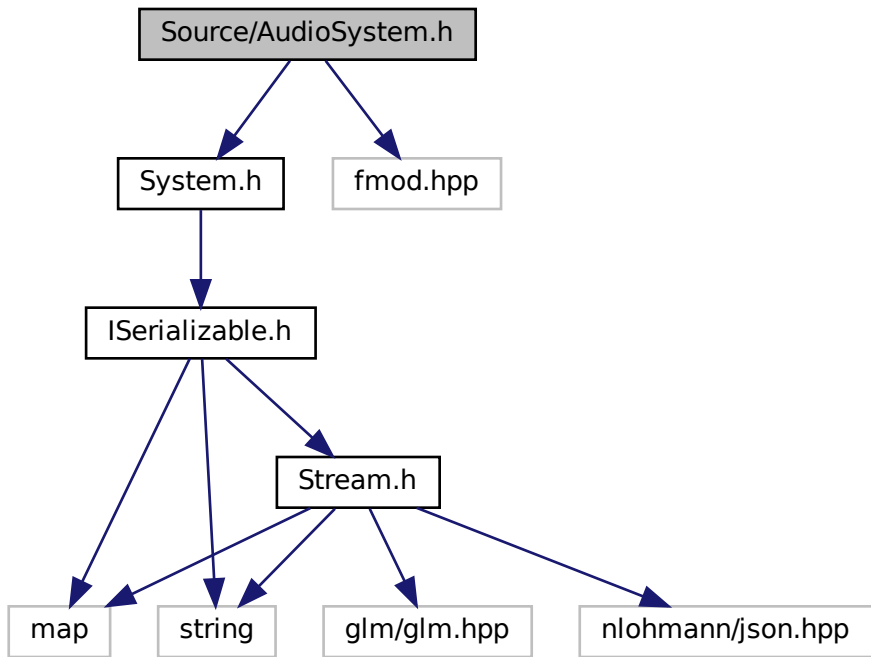 Source/AudioSystem.h
System.h
fmod.hpp
ISerializable.h
Stream.h
map
string
glm/glm.hpp
nlohmann/json.hpp